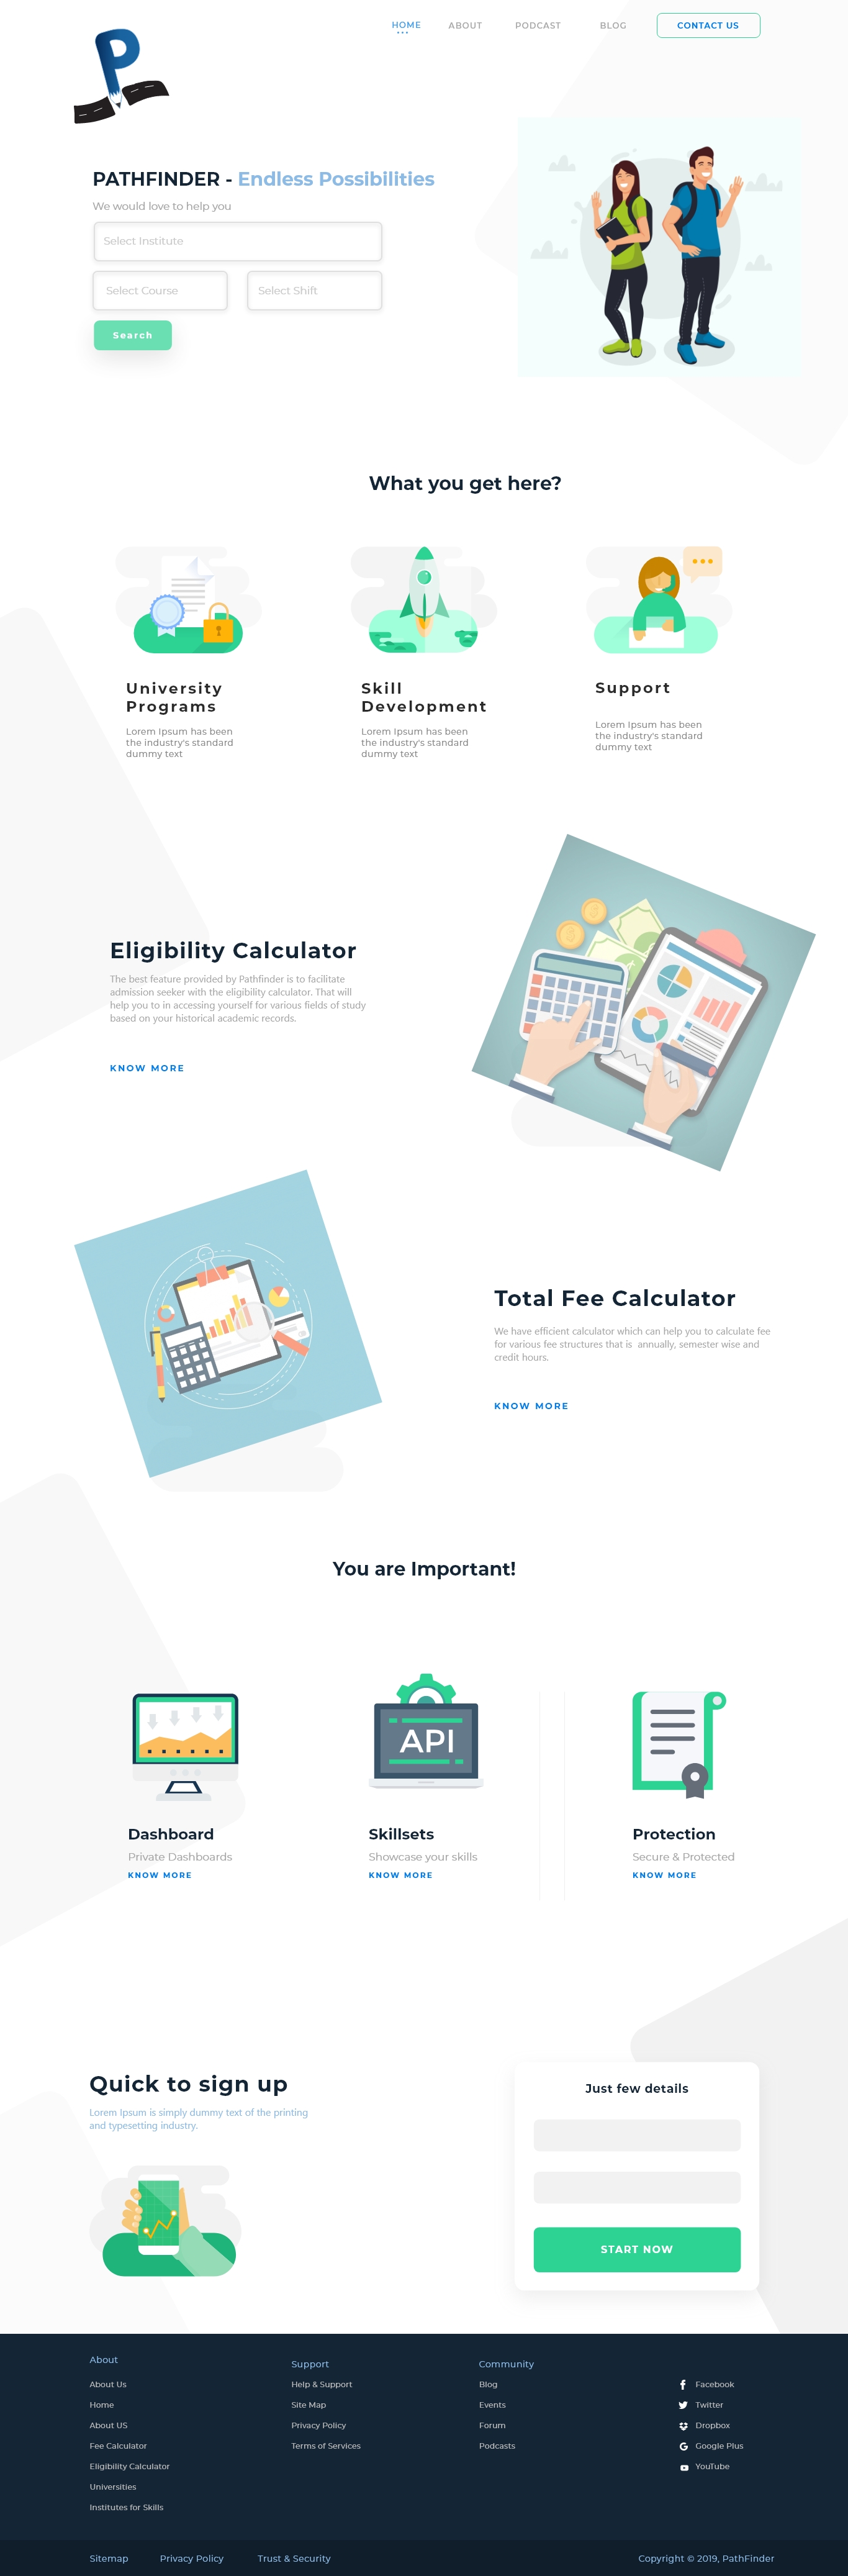 HOME ABOUT PODCAST BLOG CONTACT US
P
PATHFINDER - Endless Possibilities
We would love to help you
Select Institute
Select Course Select Shift
Search
What you get here?
University
Programs
Lorem Ipsum has been
the industry's standard
dummy text
Skill
Development
Lorem Ipsum has been
the industry's standard
dummy text
Support
Lorem Ipsum has been
the industry's standard
dummy text
Eligibility Calculator
The best feature provided by Pathfinder is to facilitate
admission seeker with the eligibility calculator. That will
help you to in accessing yourself for various fields of study
based on your historical academic records.
KNOW MORE
Total Fee Calculator
We have efficient calculator which can help you to calculate fee
for various fee structures that is  annually, semester wise and
credit hours.
KNOW MORE
You are Important!
API
Dashboard
Private Dashboards
KNOW MORE
Skillsets
Showcase your skills
KNOW MORE
Protection
Secure & Protected
KNOW MORE
Quick to sign up
Lorem Ipsum is simply dummy text of the printing
and typesetting industry.
Just few details
START NOW
About
About Us
Home
About US
Fee Calculator
Eligibility Calculator
Universities
Institutes for Skills
Support
Help & Support
Site Map
Privacy Policy
Terms of Services
Community
Blog
Events
Forum
Podcasts
Facebook
Twitter
Dropbox
Google Plus
YouTube
Sitemap Privacy Policy Trust & Security Copyright © 2019, PathFinder